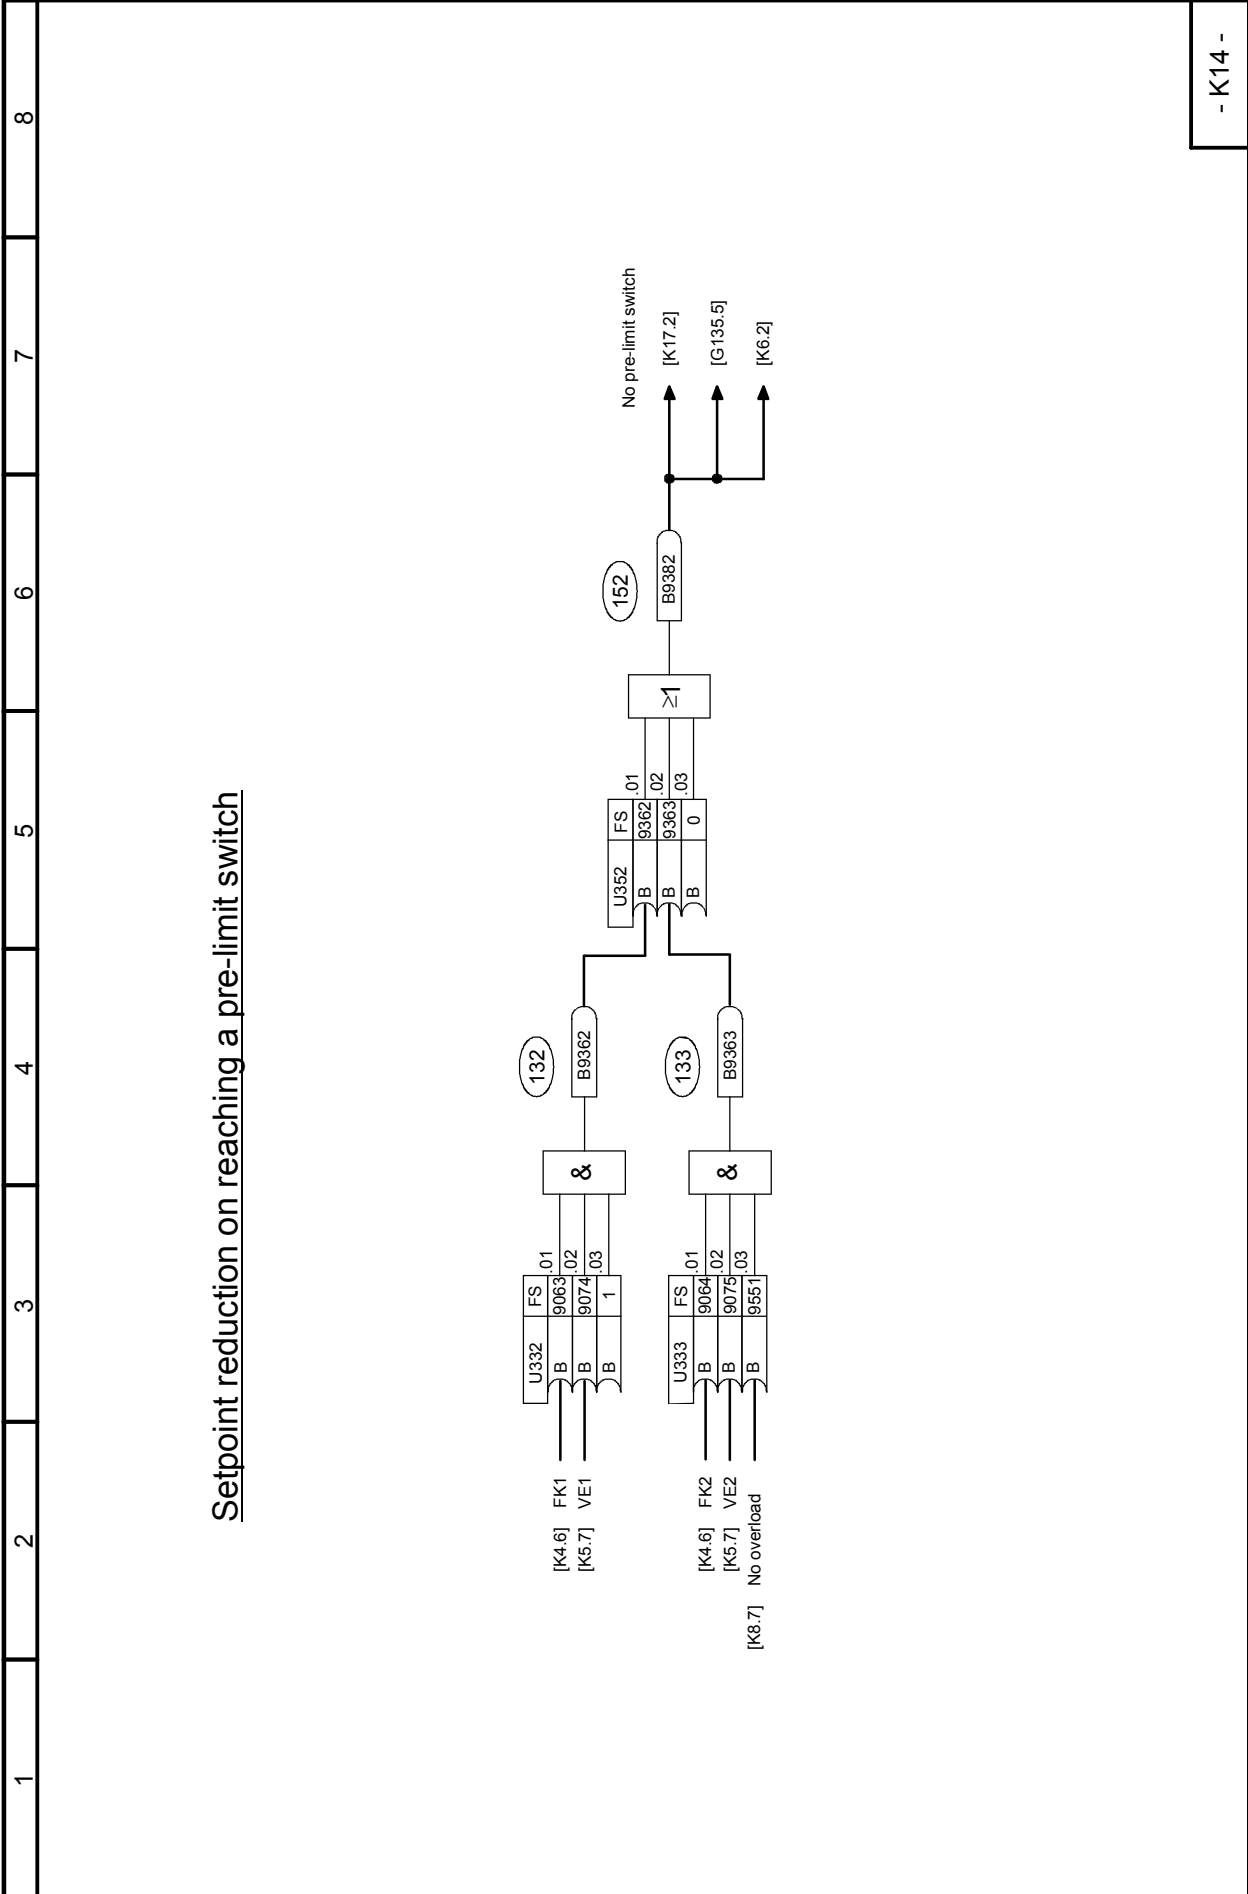 1 2 3 4 5 6 7 8
Setpoint reduction on reaching a pre-limit switch
U332 FS
[K4.6] FK1 B 9063 .01
[K5.7] VE1 B 9074 .02
B 1 .03
&
132
B9362
U333 FS
[K4.6] FK2 B 9064 .01
[K5.7] VE2 B 9075 .02
[K8.7] No overload B 9551 .03
&
133
B9363
U352 FS
B 9362 .01
B 9363 .02
B 0 .03
≥1
152
B9382
No pre-limit switch
[K17.2]
[G135.5]
[K6.2]
- K14 -